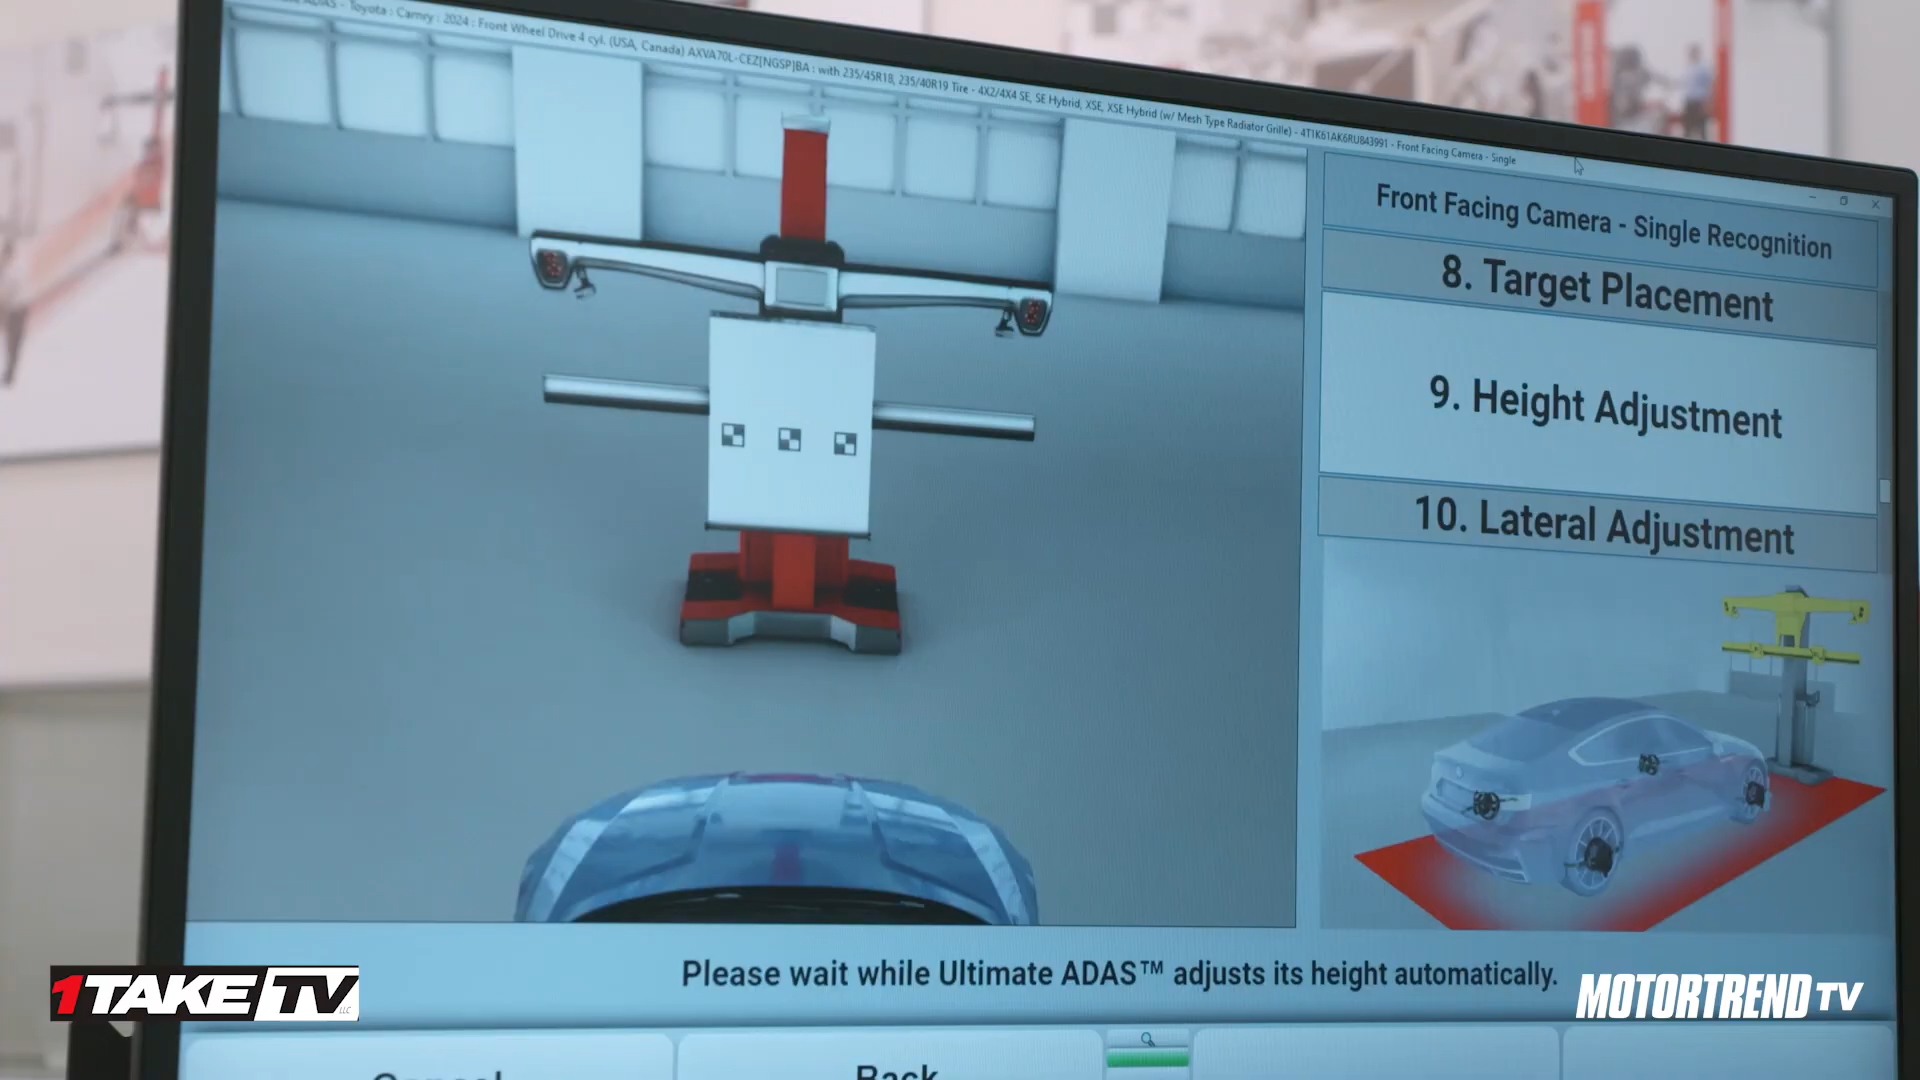 ADAS - Toyota : Camry : 2024 : Front Wheel Drive 4 cyl. (USA, Canada) AXVA70L-CEZ[NGSP]BA : with 235/45R18, 235/40R19 Tire - 4X2/4X4 SE, SE Hybrid, XSE, XSE Hybrid (w/ Mesh Type Radiator Grille) - 4T1K61AK6RU843991 - Front Facing Camera - Single
Front Facing Camera - Single Recognition
8. Target Placement
9. Height Adjustment
10. Lateral Adjustment
Please wait while Ultimate ADAS™ adjusts its height automatically.
Cancel
Back
1TAKE TV LLC
MOTORTREND TV